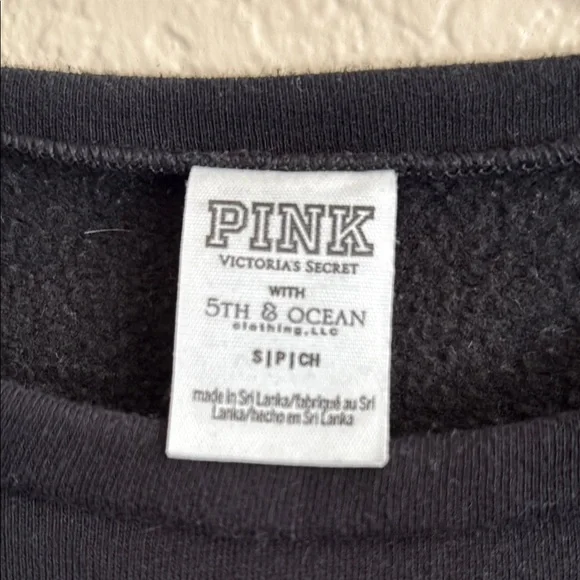 PINK
VICTORIA'S SECRET
WITH
5TH & OCEAN
clothing, LLC
S|P|CH
made in Sri Lanka/fabriqué au Sri
Lanka/hecho em Sri Lanka